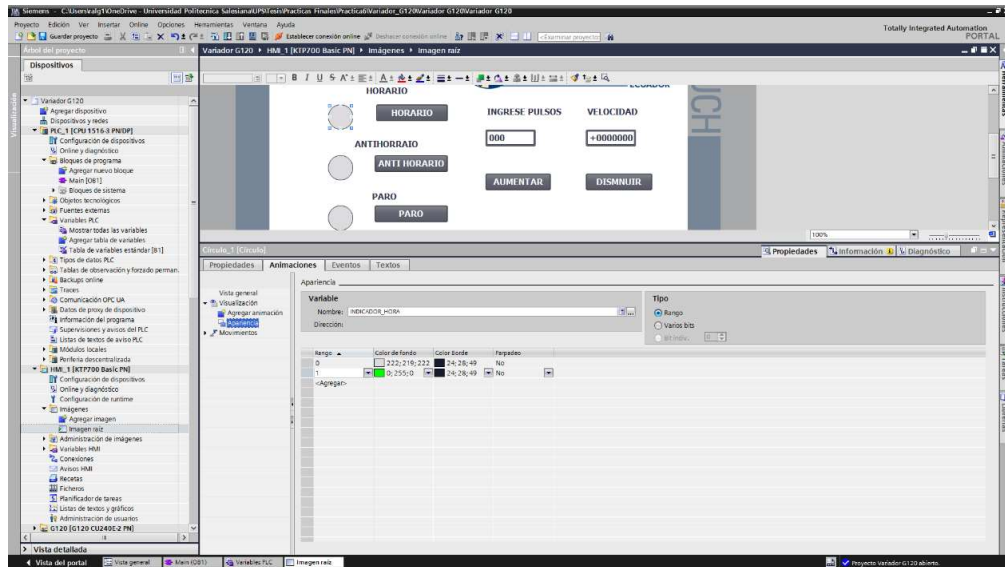 Siemens - C:\Users\valg1\OneDrive - Universidad Politecnica Salesiana\UPS\Tesis\Practicas Finales\Practica6\Variador_G120\Variador G120\Variador G120
Proyecto Edición Ver Insertar Online Opciones Herramientas Ventana Ayuda
Totally Integrated Automation
PORTAL
Guardar proyecto
Establecer conexión online
Deshacer conexión online
<Examinar proyecto>
Árbol del proyecto
Variador G120 HMI_1 [KTP700 Basic PN] Imágenes Imagen raíz
Dispositivos
Visualización
Variador G120
Agregar dispositivo
Dispositivos y redes
PLC_1 [CPU 1516-3 PN/DP]
Configuración de dispositivos
Online y diagnóstico
Bloques de programa
Agregar nuevo bloque
Main [OB1]
Bloques de sistema
Objetos tecnológicos
Fuentes externas
Variables PLC
Mostrar todas las variables
Agregar tabla de variables
Tabla de variables estándar [81]
Tipos de datos PLC
Tablas de observación y forzado perman.
Backups online
Traces
Comunicación OPC UA
Datos de proxy de dispositivo
Información del programa
Supervisiones y avisos del PLC
Listas de textos de aviso PLC
Módulos locales
Periferia descentralizada
HMI_1 [KTP700 Basic PN]
Configuración de dispositivos
Online y diagnóstico
Configuración de runtime
Imágenes
Agregar imagen
Imagen raíz
Administración de imágenes
Variables HMI
Conexiones
Avisos HMI
Recetas
Ficheros
Planificador de tareas
Listas de textos y gráficos
Administración de usuarios
G120 [G120 CU240E-2 PN]
Vista detallada
HORARIO
HORARIO
ANTIHORRAIO
ANTI HORARIO
PARO
PARO
INGRESE PULSOS
VELOCIDAD
000
+0000000
AUMENTAR
DISMNUIR
ECUADOR
UCH
100%
Círculo_1 [Círculo]
Propiedades
Información
Diagnóstico
Propiedades Animaciones Eventos Textos
Vista general
Visualización
Agregar animación
Apariencia
Movimientos
Apariencia
Variable
Nombre: INDICADOR_HORA
Dirección:
Tipo
Rango
Varios bits
Bit indiv.
Rango Color de fondo Color Borde Parpadeo
0 222; 219; 222 24; 28; 49 No
1 0; 255; 0 24; 28; 49 No
<Agregar>
Herramientas
Vista del portal Vista general Main (OB1) Variables PLC Imagen raíz
Proyecto Variador G120 abierto.